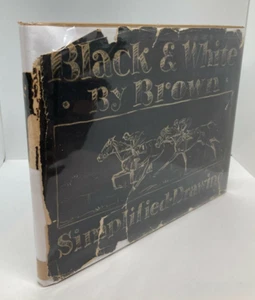 Black & White
By Brown
Simplified-Drawing